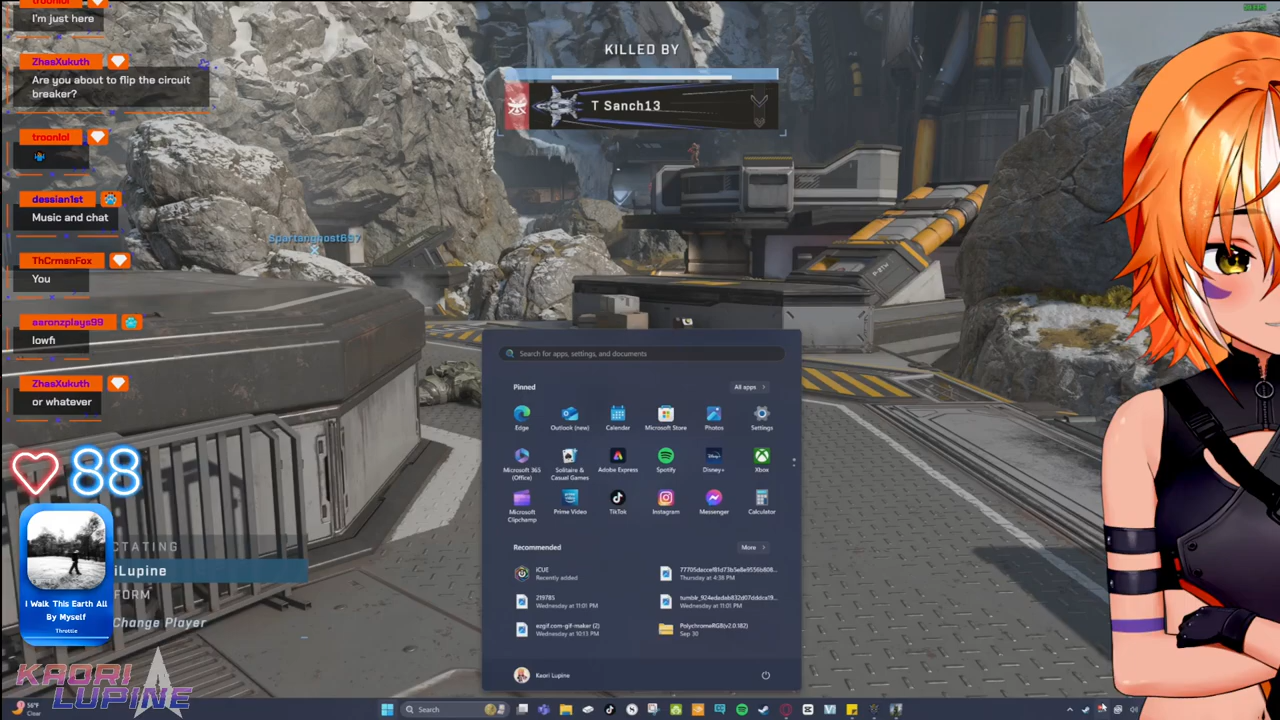 troonlol
I'm just here
ZhasXukuth
Are you about to flip the circuit
breaker?
troonlol
dessian1st
Music and chat
ThCrmsnFox
You
aaronzplays99
lowfi
ZhasXukuth
or whatever
88
I Walk This Earth All
By Myself
Throttle
CTATING
iLupine
FORM
Change Player
KAORI
LUPINE
KILLED BY
T Sanch13
Search for apps, settings, and documents
Pinned
All apps
Edge
Outlook (new)
Calendar
Microsoft Store
Photos
Settings
Microsoft 365
(Office)
Solitaire &
Casual Games
Adobe Express
Spotify
Disney+
Xbox
Microsoft
Clipchamp
Prime Video
TikTok
Instagram
Messenger
Calculator
Recommended
More
iCUE
Recently added
Thursday at 4:38 PM
219785
Wednesday at 11:01 PM
Wednesday at 11:01 PM
ezgif.com-gif-maker (2)
Wednesday at 10:13 PM
PolychromeRGB(v2.0.182)
Sep 30
Kaori Lupine
56°F
Clear
Search